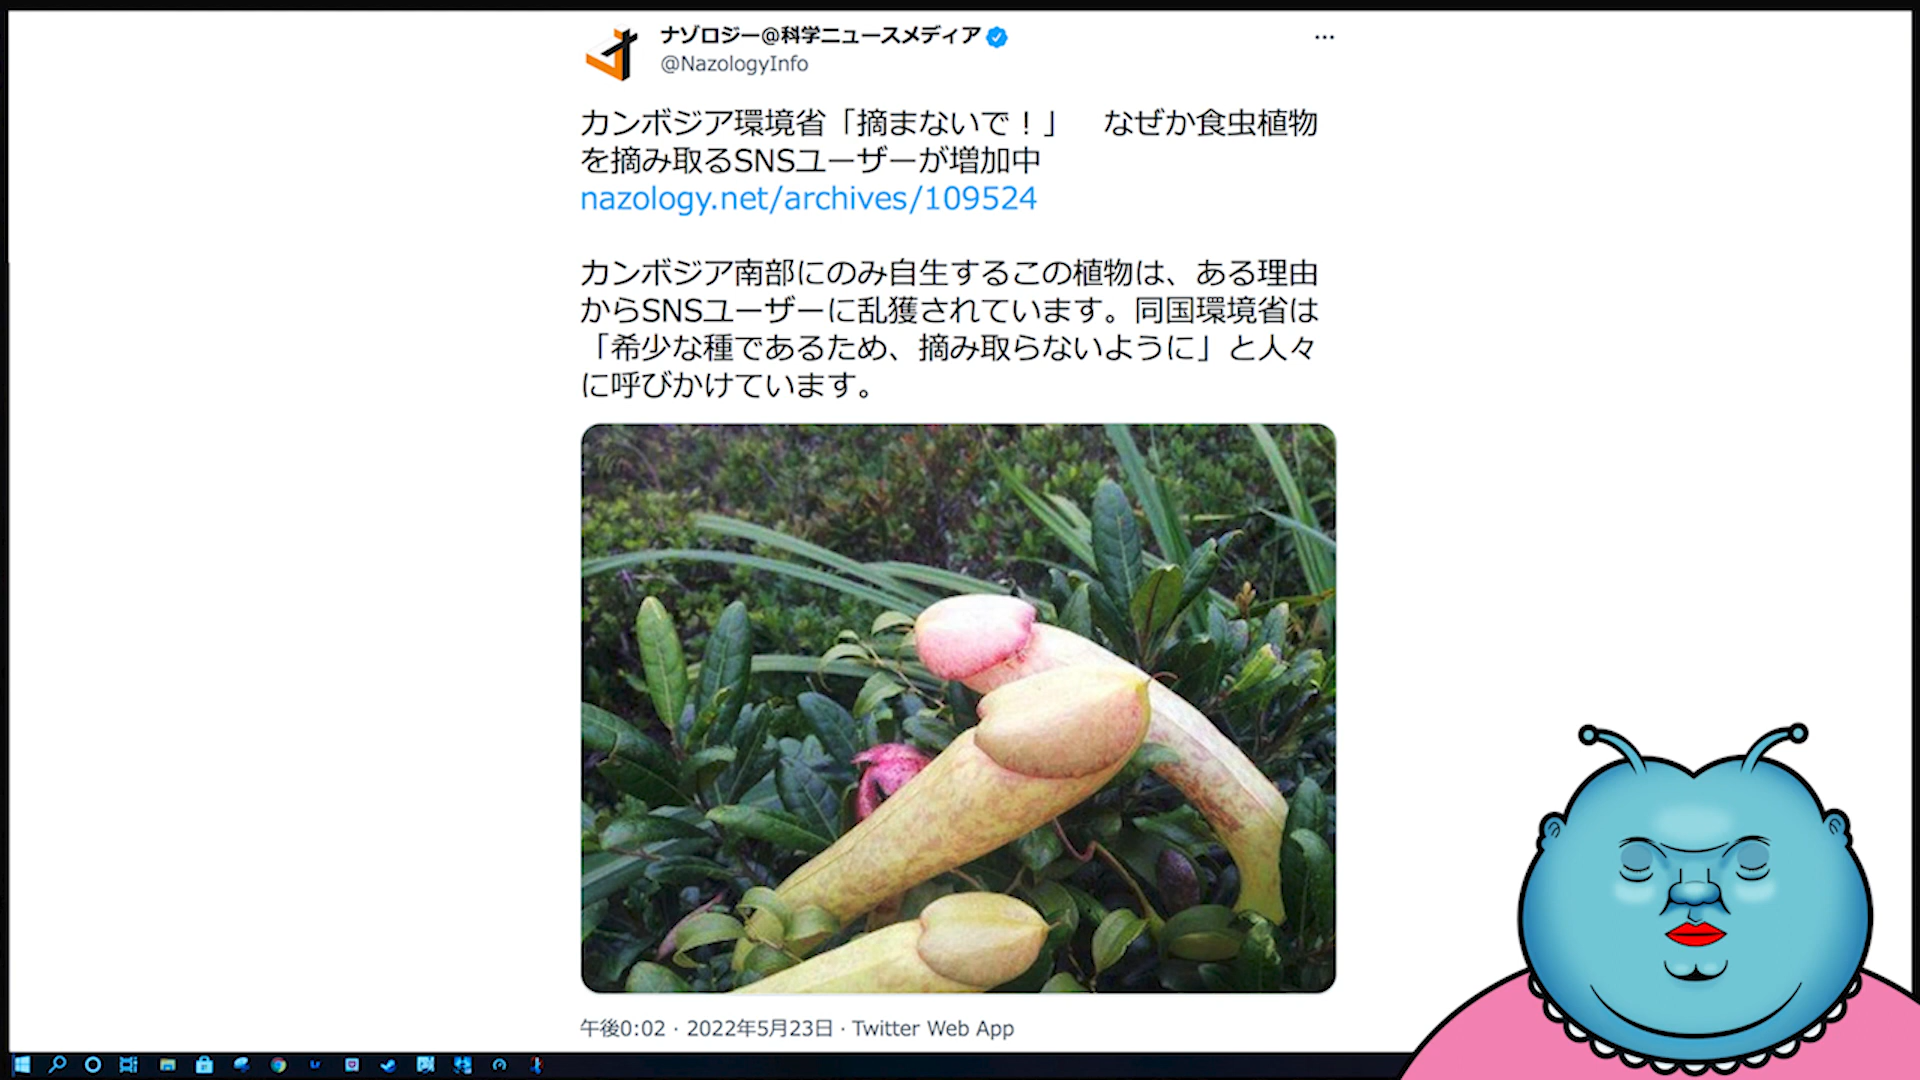 ナゾロジー@科学ニュースメディア
@NazologyInfo
カンボジア環境省「摘まないで！」　なぜか食虫植物
を摘み取るSNSユーザーが増加中
nazology.net/archives/109524
カンボジア南部にのみ自生するこの植物は、ある理由
からSNSユーザーに乱獲されています。同国環境省は
「希少な種であるため、摘み取らないように」と人々
に呼びかけています。
午後0:02 · 2022年5月23日 · Twitter Web App